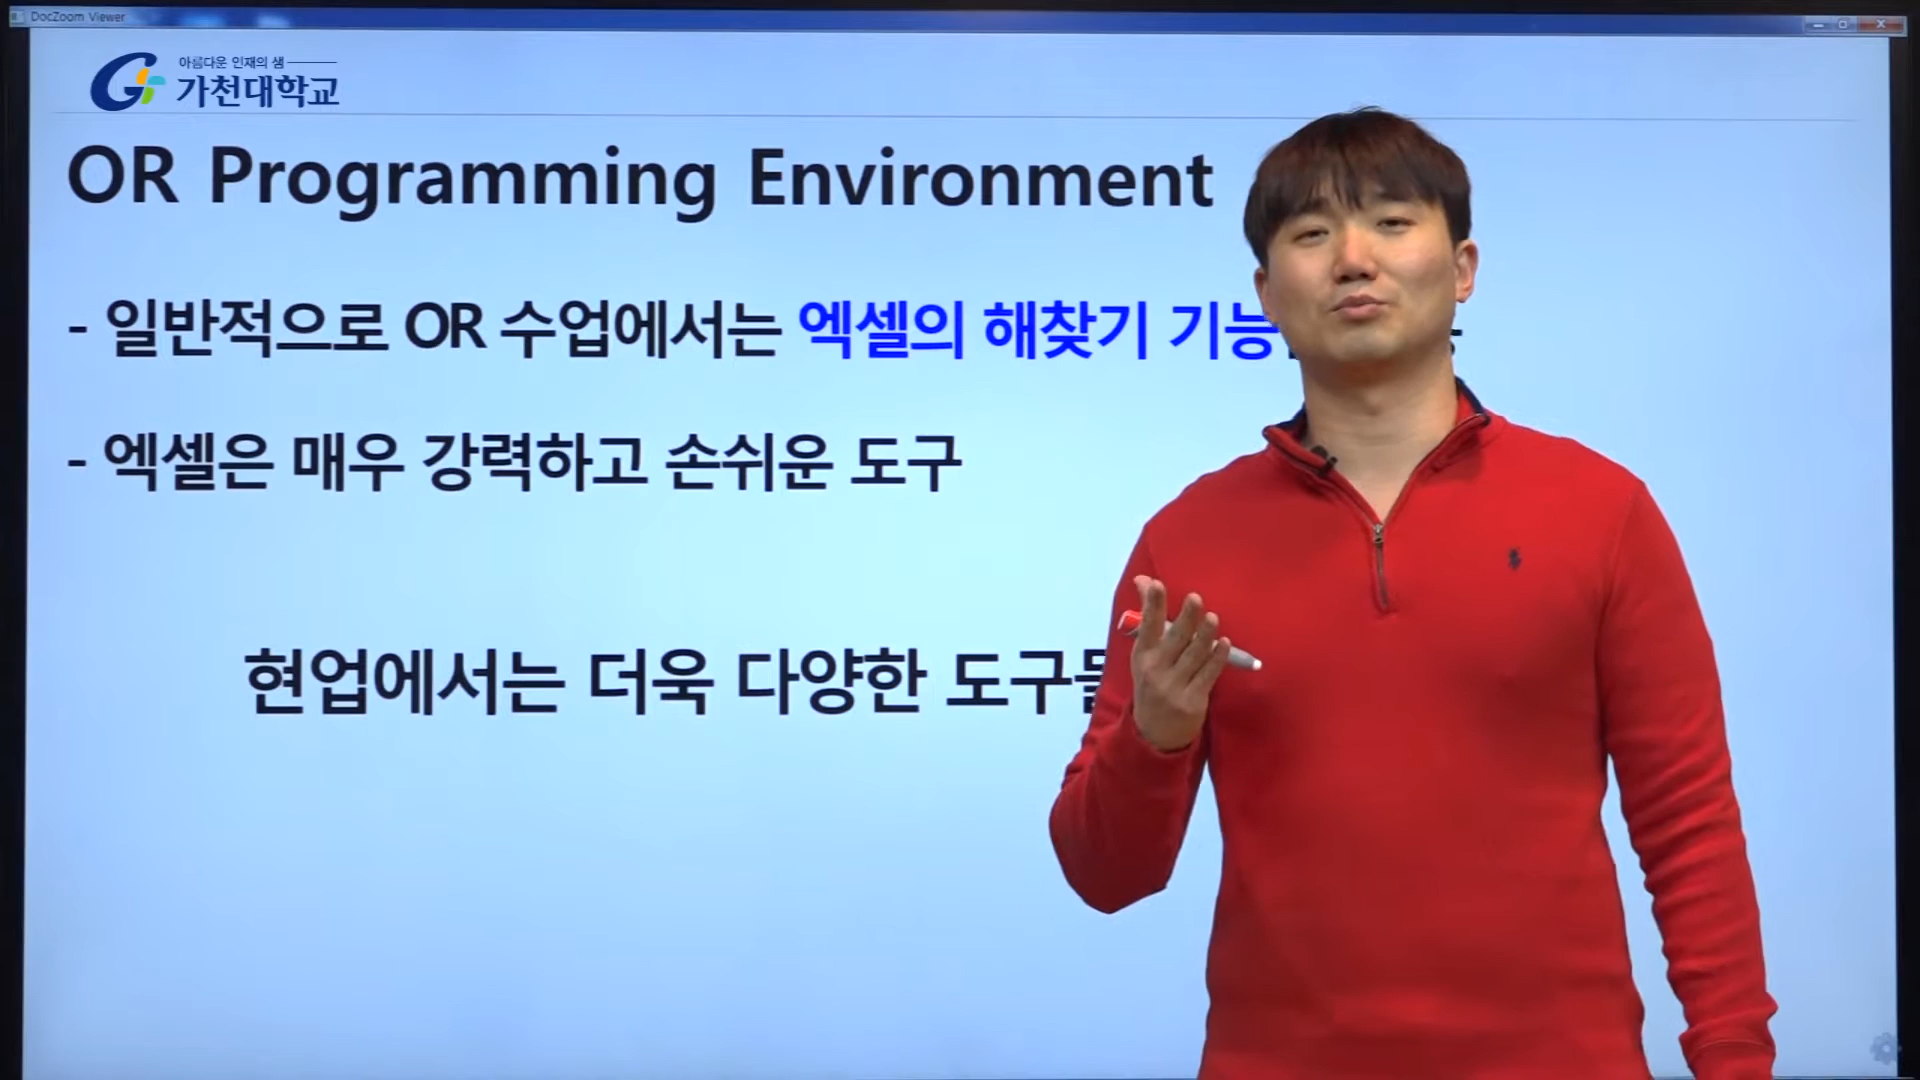 DocZoom Viewer
아름다운 인재의 샘
가천대학교
OR Programming Environment
- 일반적으로 OR 수업에서는 엑셀의 해찾기 기능
- 엑셀은 매우 강력하고 손쉬운 도구
현업에서는 더욱 다양한